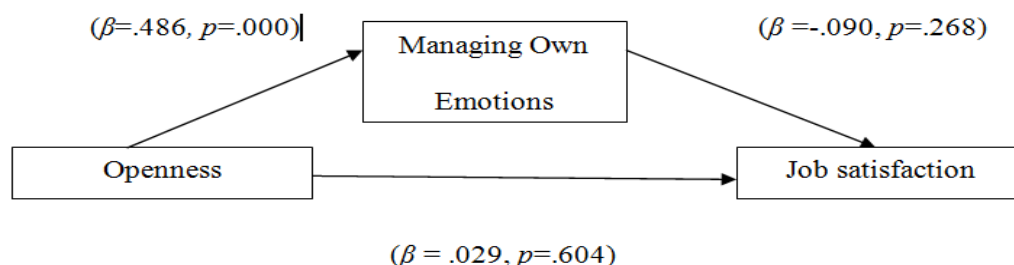 (β=.486, p=.000)
(β =-.090, p=.268)
Managing Own
Emotions
Openness
Job satisfaction
(β = .029, p=.604)